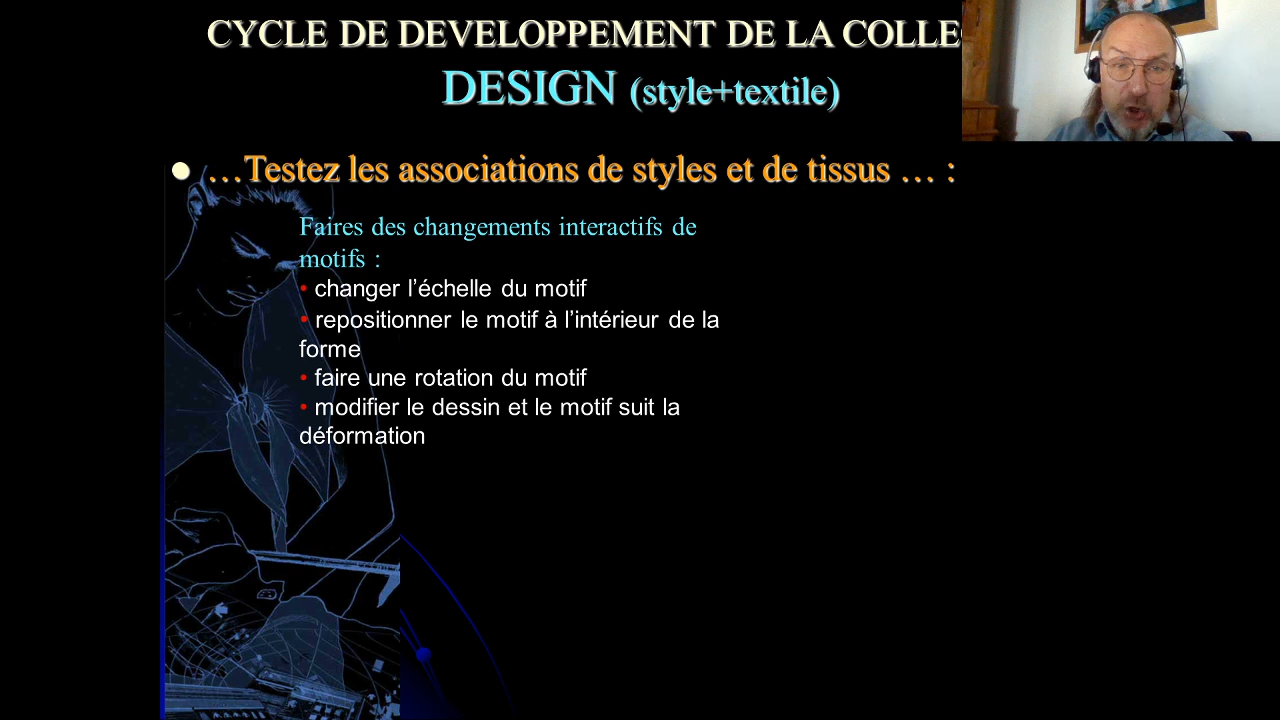 CYCLE DE DEVELOPPEMENT DE LA
DESIGN (style+textile)
● …Testez les associations de styles et de tissus … :
Faires des changements interactifs de
motifs :
• changer l’échelle du motif
• repositionner le motif à l’intérieur de la
forme
• faire une rotation du motif
• modifier le dessin et le motif suit la
déformation